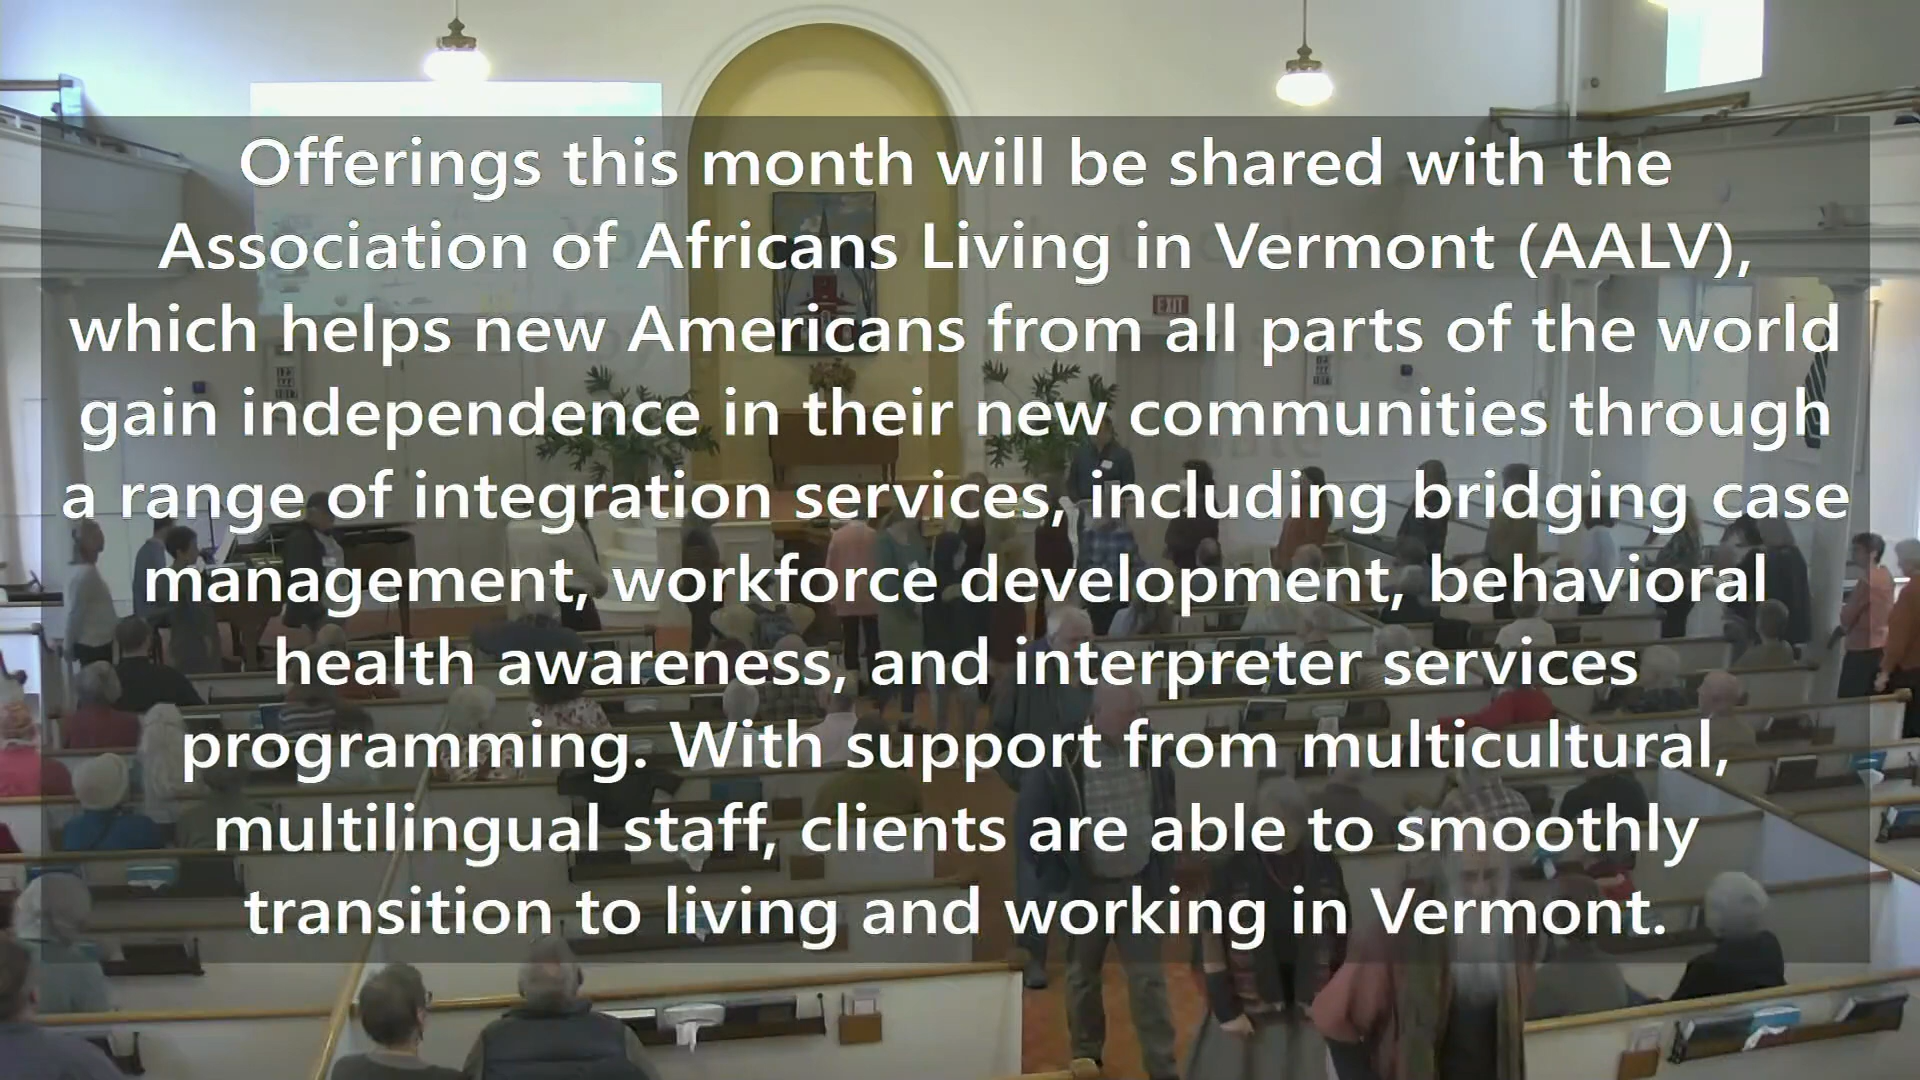 Offerings this month will be shared with the
Association of Africans Living in Vermont (AALV),
which helps new Americans from all parts of the world
gain independence in their new communities through
a range of integration services, including bridging case
management, workforce development, behavioral
health awareness, and interpreter services
programming. With support from multicultural,
multilingual staff, clients are able to smoothly
transition to living and working in Vermont.
EXIT